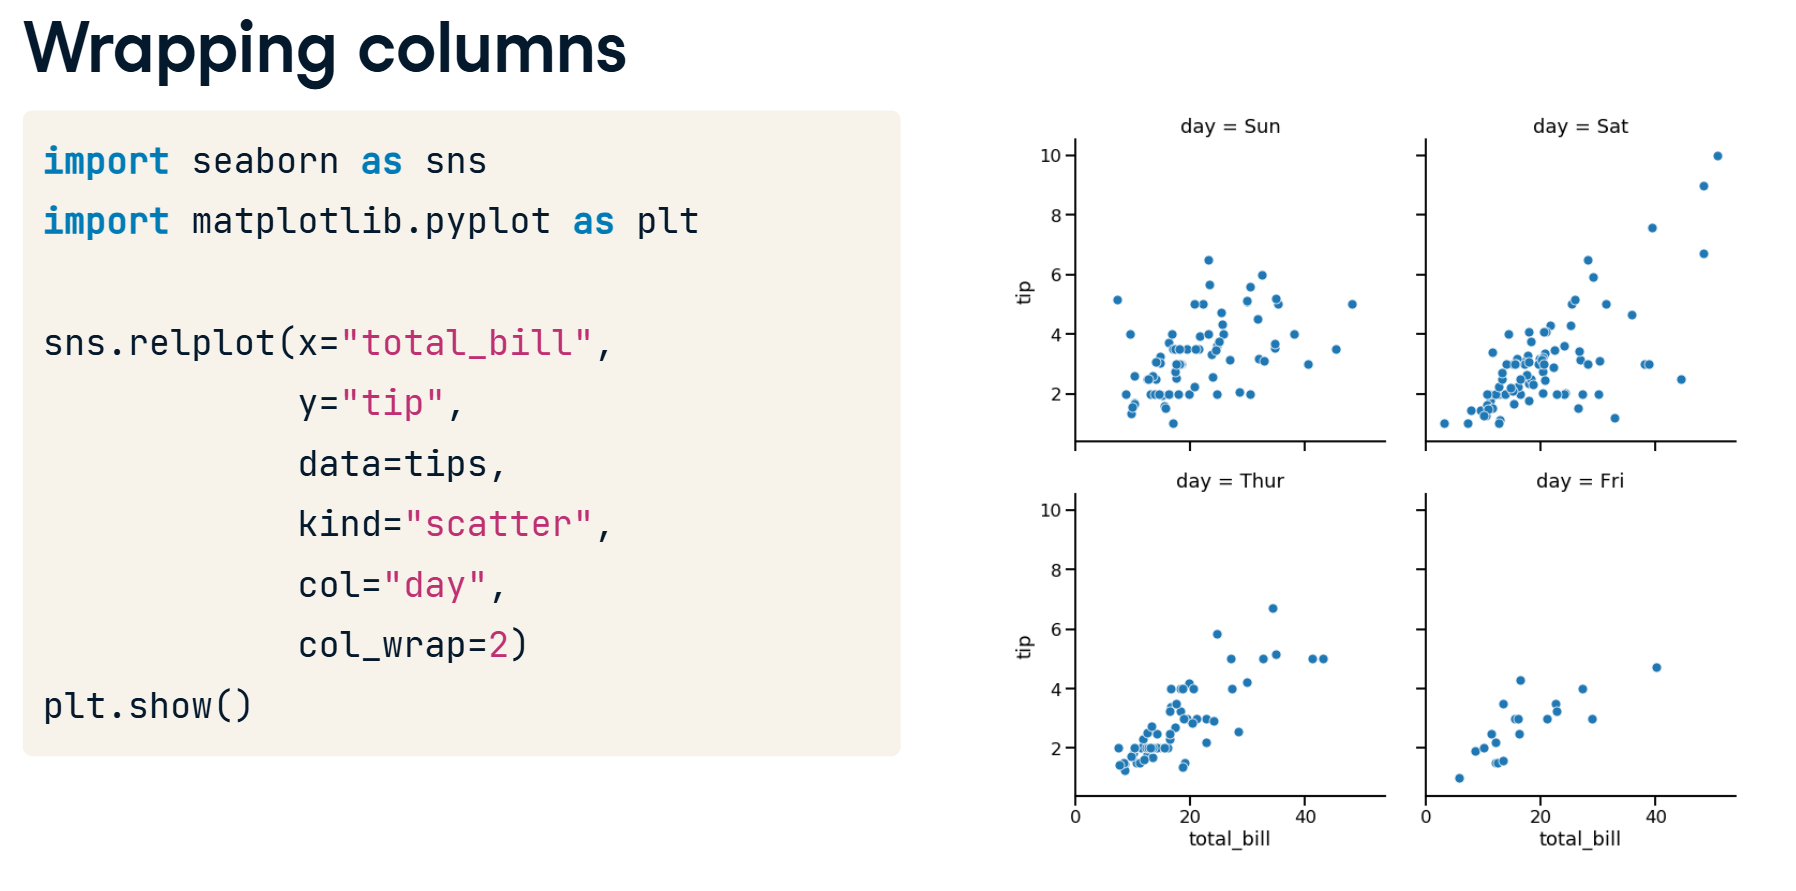 Wrapping columns
import seaborn as sns
import matplotlib.pyplot as plt
sns.relplot(x="total_bill",
y="tip",
data=tips,
kind="scatter",
col="day",
col_wrap=2)
plt.show()
day = Sun
day = Sat
10
8
6
4
2
tip
day = Thur
day = Fri
10
8
6
4
2
tip
0 20 40
0 20 40
total_bill
total_bill